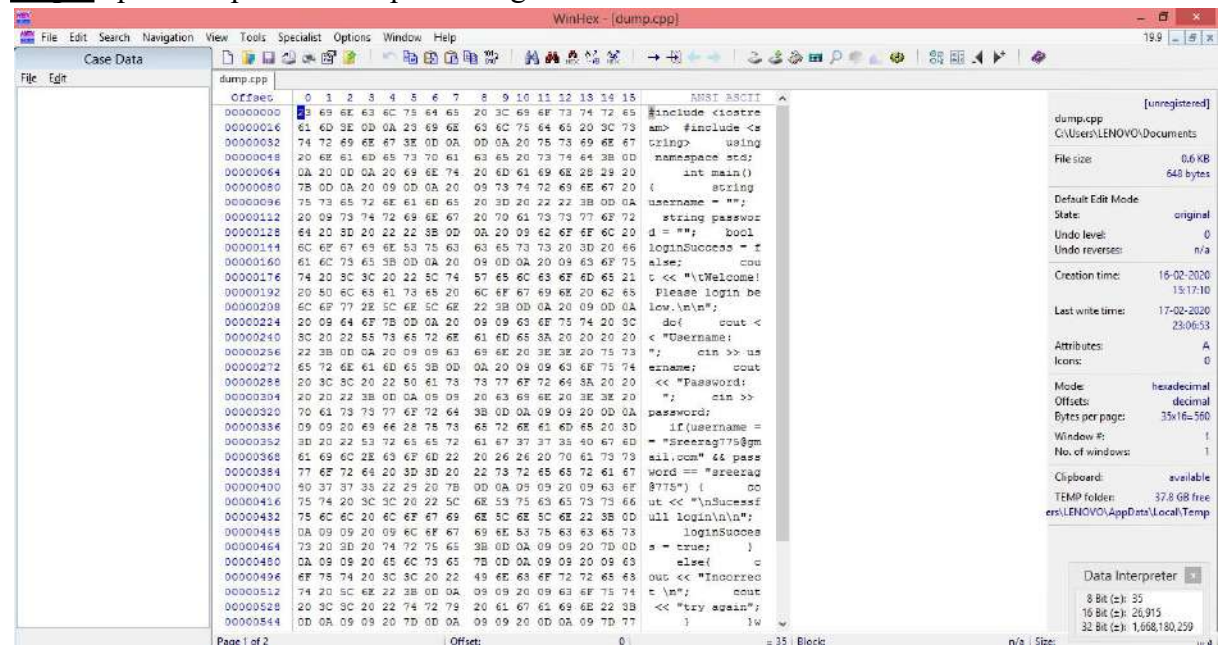 WinHex - [dump.cpp]
File Edit Search Navigation View Tools Specialist Options Window Help
19.9
Case Data
File Edit
dump.cpp
Offset 0 1 2 3 4 5 6 7 8 9 10 11 12 13 14 15 ANSI ASCII
00000000 23 69 6E 63 6C 75 64 65 20 3C 69 6F 73 74 72 65 #include <iostre
00000016 61 6D 3E 0D 0A 23 69 6E 63 6C 75 64 65 20 3C 73 am> #include <s
00000032 74 72 69 6E 67 3E 0D 0A 0D 0A 20 75 73 69 6E 67 tring> using
00000048 20 6E 61 6D 65 73 70 61 63 65 20 73 74 64 3B 0D namespace std;
00000064 0A 20 0D 0A 20 69 6E 74 20 6D 61 69 6E 28 29 20 int main()
00000080 7B 0D 0A 20 09 0D 0A 20 09 73 74 72 69 6E 67 20 { string
00000096 75 73 65 72 6E 61 6D 65 20 3D 20 22 22 3B 0D 0A username = "";
00000112 20 09 73 74 72 69 6E 67 20 70 61 73 73 77 6F 72 string passwor
00000128 64 20 3D 20 22 22 3B 0D 0A 20 09 62 6F 6F 6C 20 d = ""; bool
00000144 6C 6F 67 69 6E 53 75 63 63 65 73 73 20 3D 20 66 loginSuccess = f
00000160 61 6C 73 65 3B 0D 0A 20 09 0D 0A 20 09 63 6F 75 alse; cou
00000176 74 20 3C 3C 20 22 5C 74 57 65 6C 63 6F 6D 65 21 t << "\tWelcome!
00000192 20 50 6C 65 61 73 65 20 6C 6F 67 69 6E 20 62 65 Please login be
00000208 6C 6F 77 2E 5C 6E 5C 6E 22 3B 0D 0A 20 09 0D 0A low.\n\n";
00000224 20 09 64 6F 7B 0D 0A 20 09 09 63 6F 75 74 20 3C do{ cout <
00000240 3C 20 22 55 73 65 72 6E 61 6D 65 3A 20 20 20 20 < "Username:
00000256 22 3B 0D 0A 20 09 09 63 69 6E 20 3E 3E 20 75 73 "; cin >> us
00000272 65 72 6E 61 6D 65 3B 0D 0A 20 09 09 63 6F 75 74 ername; cout
00000288 20 3C 3C 20 22 50 61 73 73 77 6F 72 64 3A 20 20 << "Password:
00000304 20 20 22 3B 0D 0A 09 09 20 63 69 6E 20 3E 3E 20 "; cin >>
00000320 70 61 73 73 77 6F 72 64 3B 0D 0A 09 09 20 0D 0A password;
00000336 09 09 20 69 66 28 75 73 65 72 6E 61 6D 65 20 3D if(username =
00000352 3D 20 22 53 72 65 65 72 61 67 37 37 35 40 67 6D = "Sreerag775@gm
00000368 61 69 6C 2E 63 6F 6D 22 20 26 26 20 70 61 73 73 ail.com" && pass
00000384 77 6F 72 64 20 3D 3D 20 22 73 72 65 65 72 61 67 word == "sreerag
00000400 40 37 37 35 22 29 20 7B 0D 0A 09 09 20 09 63 6F @775") { co
00000416 75 74 20 3C 3C 20 22 5C 6E 53 75 63 65 73 73 66 ut << "\nSucessf
00000432 75 6C 6C 20 6C 6F 67 69 6E 5C 6E 5C 6E 22 3B 0D ull login\n\n";
00000448 0A 09 09 20 09 6C 6F 67 69 6E 53 75 63 63 65 73 loginSucces
00000464 73 20 3D 20 74 72 75 65 3B 0D 0A 09 09 20 7D 0D s = true; }
00000480 0A 09 09 20 65 6C 73 65 7B 0D 0A 09 09 20 09 63 else{ c
00000496 6F 75 74 20 3C 3C 20 22 49 6E 63 6F 72 72 65 63 out << "Incorrec
00000512 74 20 5C 6E 22 3B 0D 0A 09 09 20 09 63 6F 75 74 t \n"; cout
00000528 20 3C 3C 20 22 74 72 79 20 61 67 61 69 6E 22 3B << "try again";
00000544 0D 0A 09 09 20 7D 0D 0A 09 09 20 0D 0A 09 7D 77 } }w
Page 1 of 2 Offset: 0 = 35 Block: n/a Size:
[unregistered]
dump.cpp
C:\Users\LENOVO\Documents
File size: 0.6 KB
648 bytes
Default Edit Mode
State: original
Undo level: 0
Undo reverses: n/a
Creation time: 16-02-2020
15:17:10
Last write time: 17-02-2020
23:06:53
Attributes: A
Icons: 0
Mode: hexadecimal
Offsets: decimal
Bytes per page: 35x16=560
Window #: 1
No. of windows: 1
Clipboard: available
TEMP folder: 37.8 GB free
ers\LENOVO\AppData\Local\Temp
Data Interpreter
8 Bit (±): 35
16 Bit (±): 26,915
32 Bit (±): 1,668,180,259